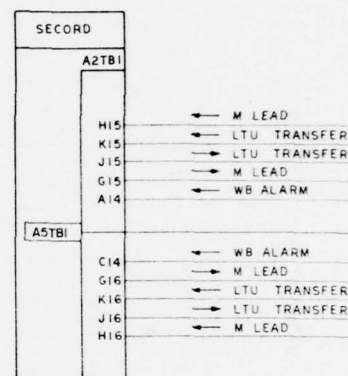 SECORD
A2TB1
M LEAD
H15
LTU TRANSFER
K15
LTU TRANSFER
J15
M LEAD
G15
WB ALARM
A14
A5TB1
WB ALARM
C14
M LEAD
G16
LTU TRANSFER
K16
LTU TRANSFER
J16
M LEAD
H16